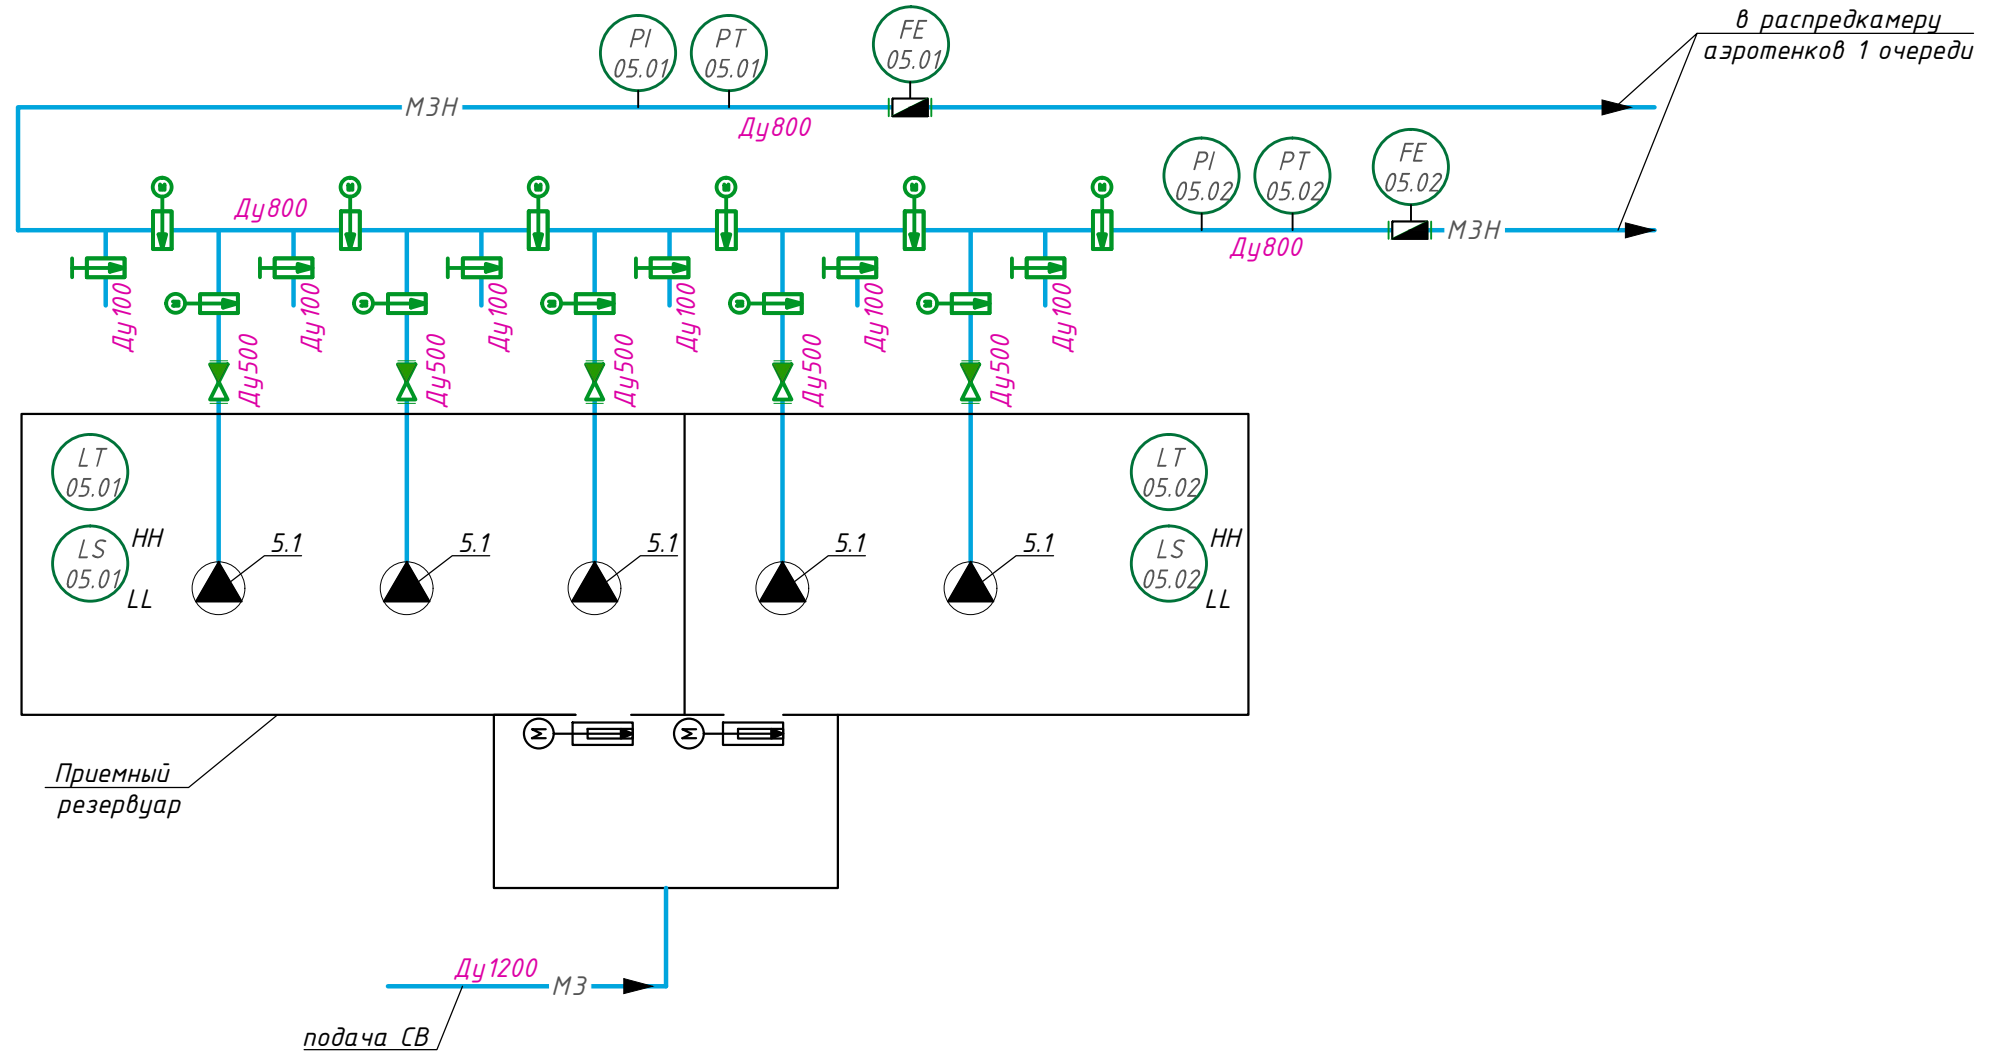 в распредкамеру
аэротенков 1 очереди
PI
05.01
PT
05.01
FE
05.01
М3Н
Ду800
PI
05.02
PT
05.02
FE
05.02
М3Н
Ду800
Ду800
Ду100
Ду100
Ду100
Ду100
Ду100
Ду100
Ду500
Ду500
Ду500
Ду500
Ду500
LT
05.01
LS
05.01
HH
LL
5.1
5.1
5.1
5.1
5.1
LT
05.02
LS
05.02
HH
LL
M
M
Приемный
резервуар
Ду1200
М3
подача СВ